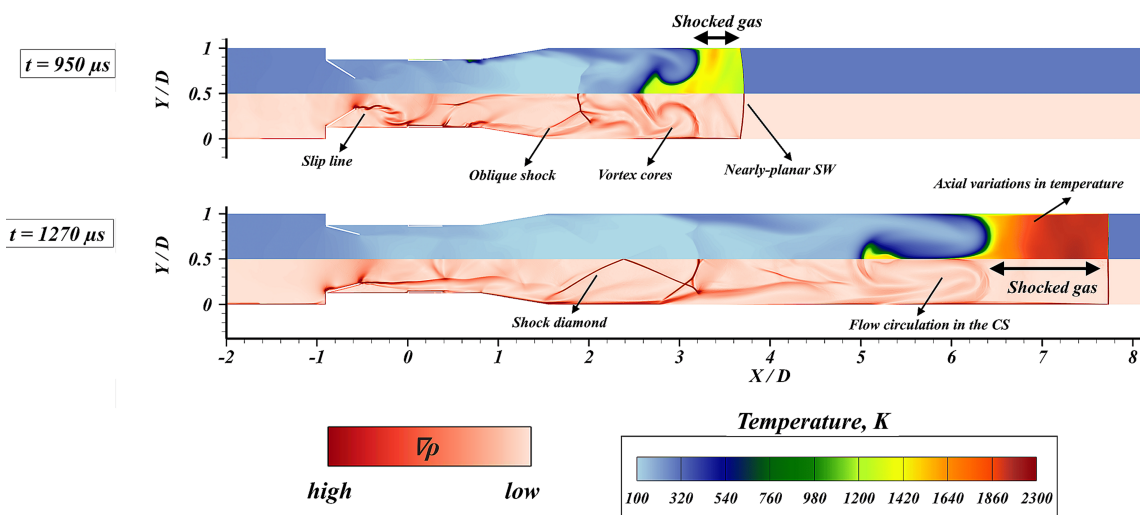 Shocked gas
t = 950 μs
1
Y / D
0.5
0
Slip line
Oblique shock
Vortex cores
Nearly-planar SW
Axial variations in temperature
t = 1270 μs
1
Y / D
0.5
0
Shocked gas
Shock diamond
Flow circulation in the CS
-2 -1 0 1 2 3 4 5 6 7 8
X / D
∇ρ
high low
Temperature, K
100 320 540 760 980 1200 1420 1640 1860 2300